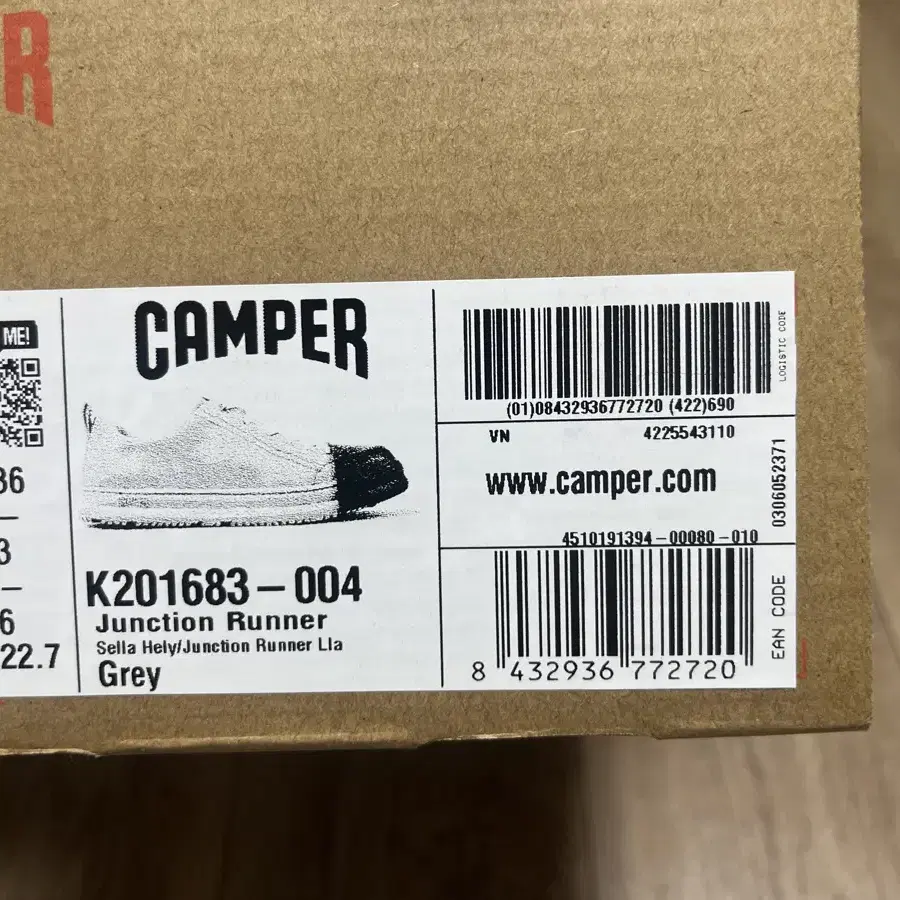 R
ME!
36
3
6
22.7
CAMPER
K201683-004
Junction Runner
Sella Hely/Junction Runner Lla
Grey
(01)08432936772720 (422)690
LOGISTIC CODE
VN 4225543110
www.camper.com
0306052371
4510191394-00080-010
EAN CODE
8 432936 772720